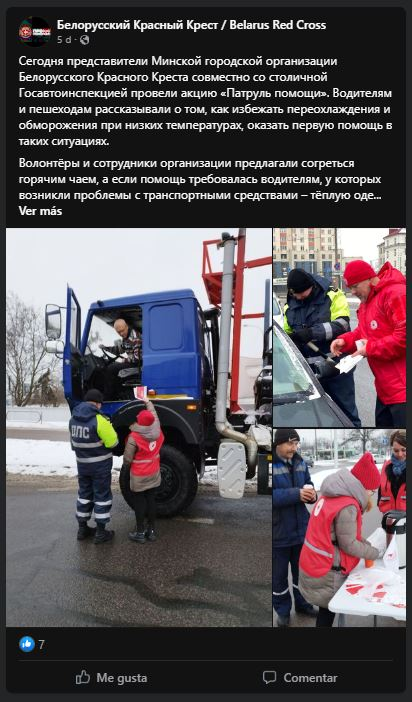 Белорусский Красный Крест / Belarus Red Cross
5 d ·
Сегодня представители Минской городской организации
Белорусского Красного Креста совместно со столичной
Госавтоинспекцией провели акцию «Патруль помощи». Водителям
и пешеходам рассказывали о том, как избежать переохлаждения и
обморожения при низких температурах, оказать первую помощь в
таких ситуациях.
Волонтёры и сотрудники организации предлагали согреться
горячим чаем, а если помощь требовалась водителям, у которых
возникли проблемы с транспортными средствами – тёплую оде...
Ver más
ДПС
7
Me gusta
Comentar